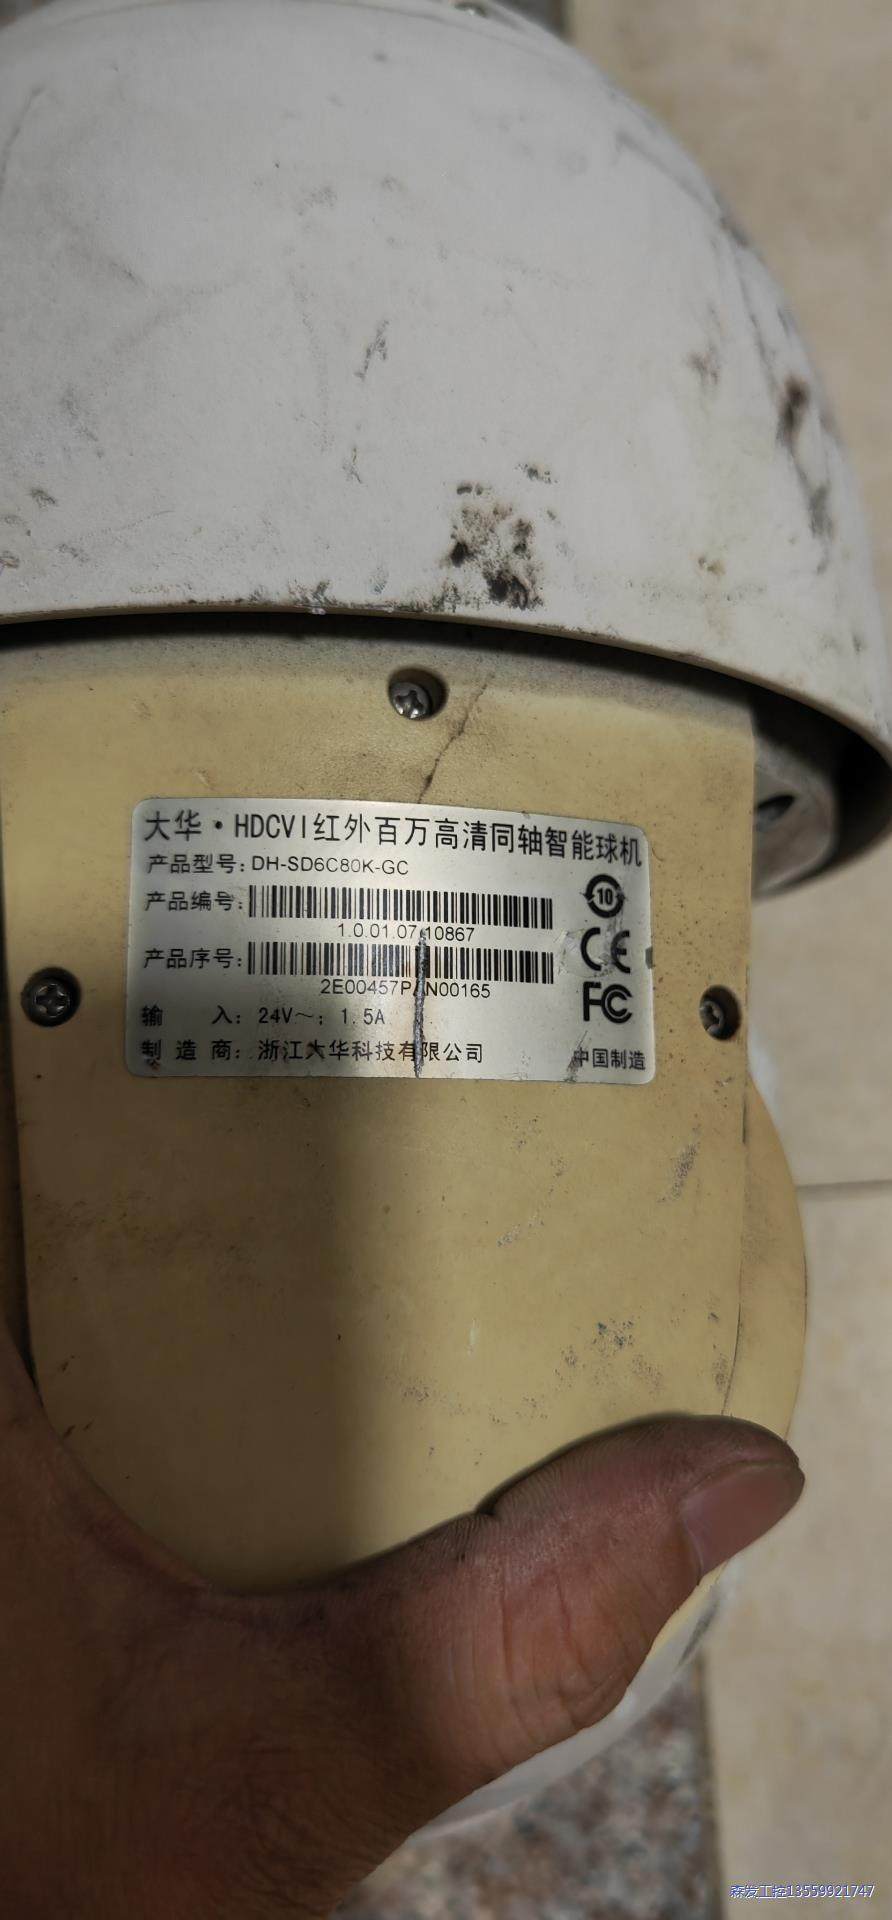 大华·HDCVI红外百万高清同轴智能球机
产品型号: DH-SD6C80K-GC
产品编号:
1.0.01.07.10867
产品序号:
2E00457PAN00165
输 入: 24V～; 1.5A
制 造 商: 浙江大华科技有限公司
10
CE
FC
中国制造
森发工控13559921747